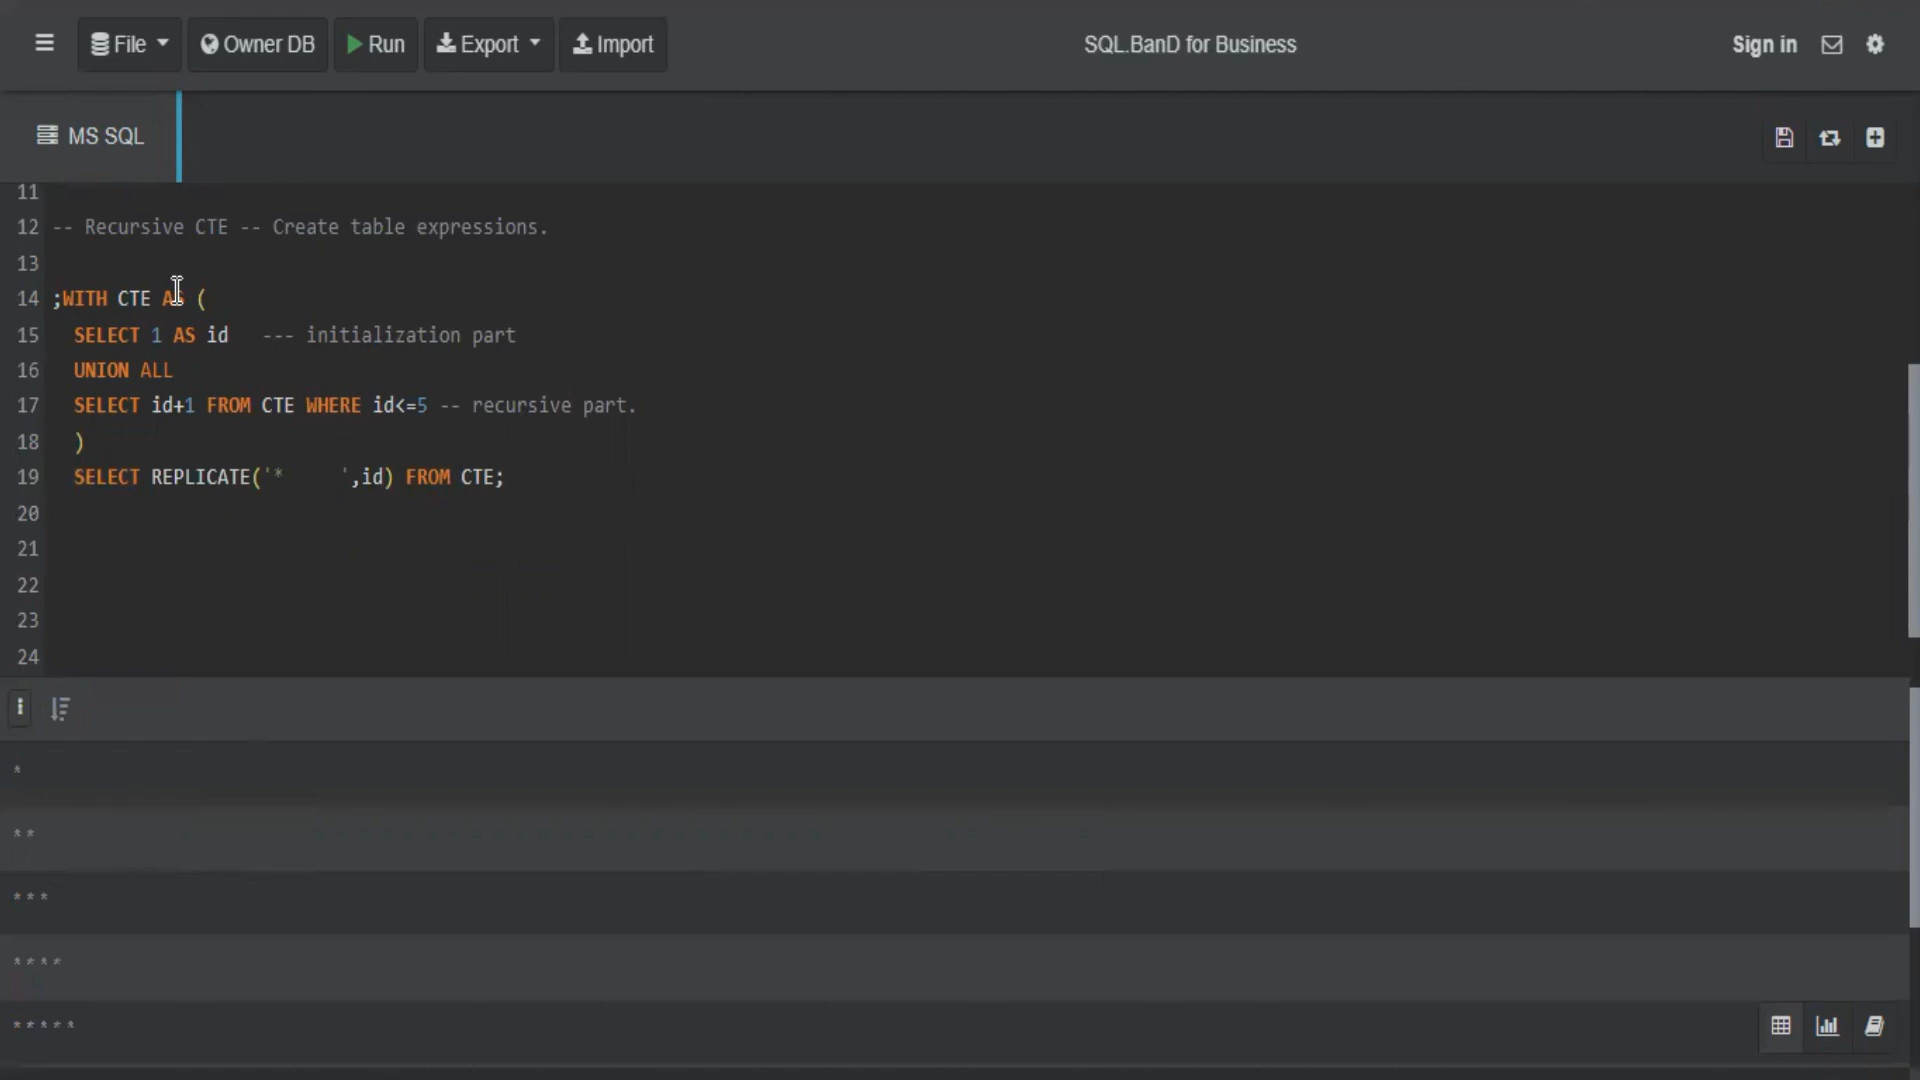 File Owner DB Run Export Import SQL.BanD for Business Sign in
MS SQL
11
12 -- Recursive CTE -- Create table expressions.
13
14 ;WITH CTE AS (
15 SELECT 1 AS id --- initialization part
16 UNION ALL
17 SELECT id+1 FROM CTE WHERE id<=5 -- recursive part.
18 )
19 SELECT REPLICATE('*     ',id) FROM CTE;
20
21
22
23
24
*
* *
* * *
* * * *
* * * * *